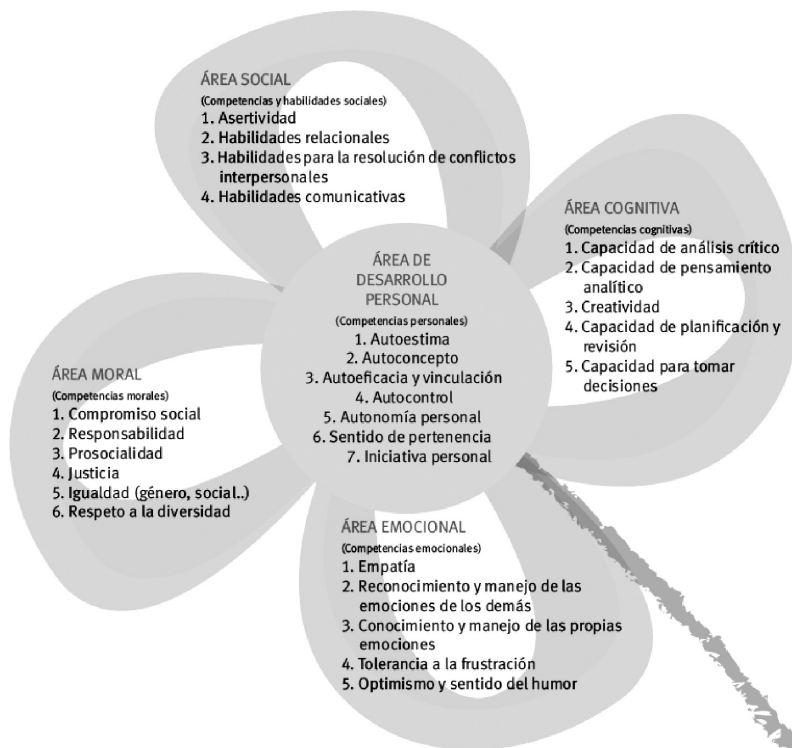 ÁREA SOCIAL
(Competencias y habilidades sociales)
1. Asertividad
2. Habilidades relacionales
3. Habilidades para la resolución de conflictos
interpersonales
4. Habilidades comunicativas
ÁREA COGNITIVA
(Competencias cognitivas)
1. Capacidad de análisis crítico
2. Capacidad de pensamiento
analítico
3. Creatividad
4. Capacidad de planificación y
revisión
5. Capacidad para tomar
decisiones
ÁREA DE
DESARROLLO
PERSONAL
(Competencias personales)
1. Autoestima
2. Autoconcepto
3. Autoeficacia y vinculación
4. Autocontrol
5. Autonomía personal
6. Sentido de pertenencia
7. Iniciativa personal
ÁREA MORAL
(Competencias morales)
1. Compromiso social
2. Responsabilidad
3. Prosocialidad
4. Justicia
5. Igualdad (género, social..)
6. Respeto a la diversidad
ÁREA EMOCIONAL
(Competencias emocionales)
1. Empatía
2. Reconocimiento y manejo de las
emociones de los demás
3. Conocimiento y manejo de las propias
emociones
4. Tolerancia a la frustración
5. Optimismo y sentido del humor